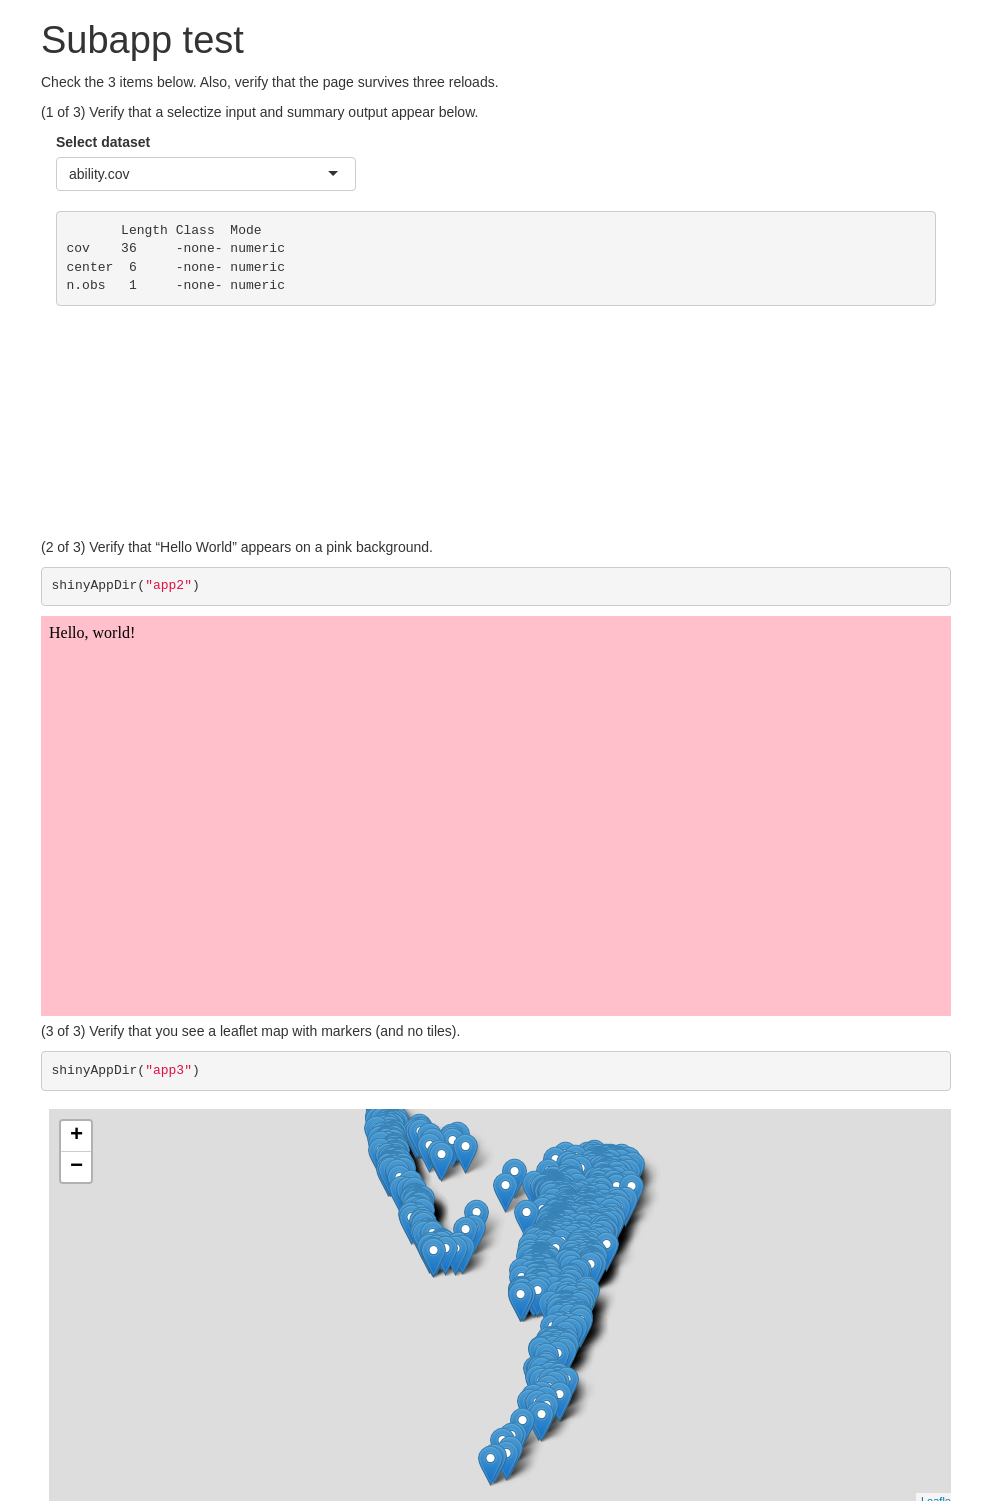 Subapp test
Check the 3 items below. Also, verify that the page survives three reloads.
(1 of 3) Verify that a selectize input and summary output appear below.
Select dataset
ability.cov
       Length Class  Mode
cov    36     -none- numeric
center  6     -none- numeric
n.obs   1     -none- numeric
(2 of 3) Verify that “Hello World” appears on a pink background.
shinyAppDir("app2")
Hello, world!
(3 of 3) Verify that you see a leaflet map with markers (and no tiles).
shinyAppDir("app3")
+
−